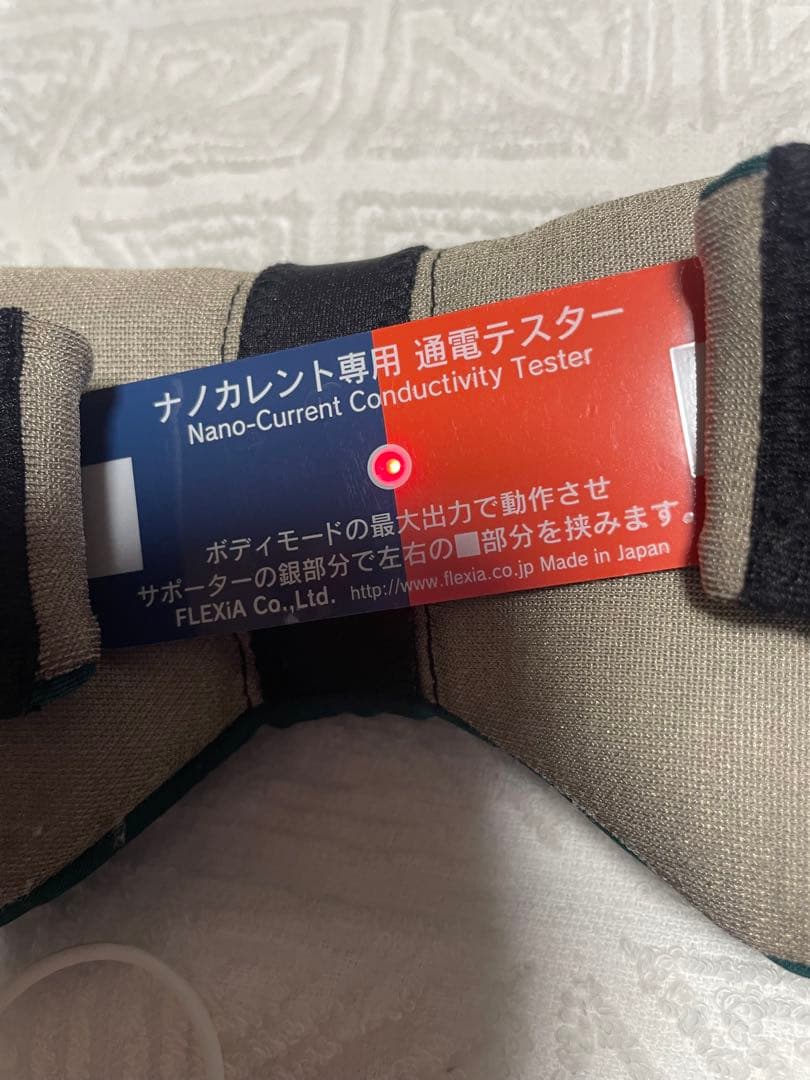 ナノカレント専用 通電テスター
Nano-Current Conductivity Tester
ボディモードの最大出力で動作させ
サポーターの銀部分で左右の■部分を挟みます。
FLEXiA Co.,Ltd. http://www.flexia.co.jp Made in Japan